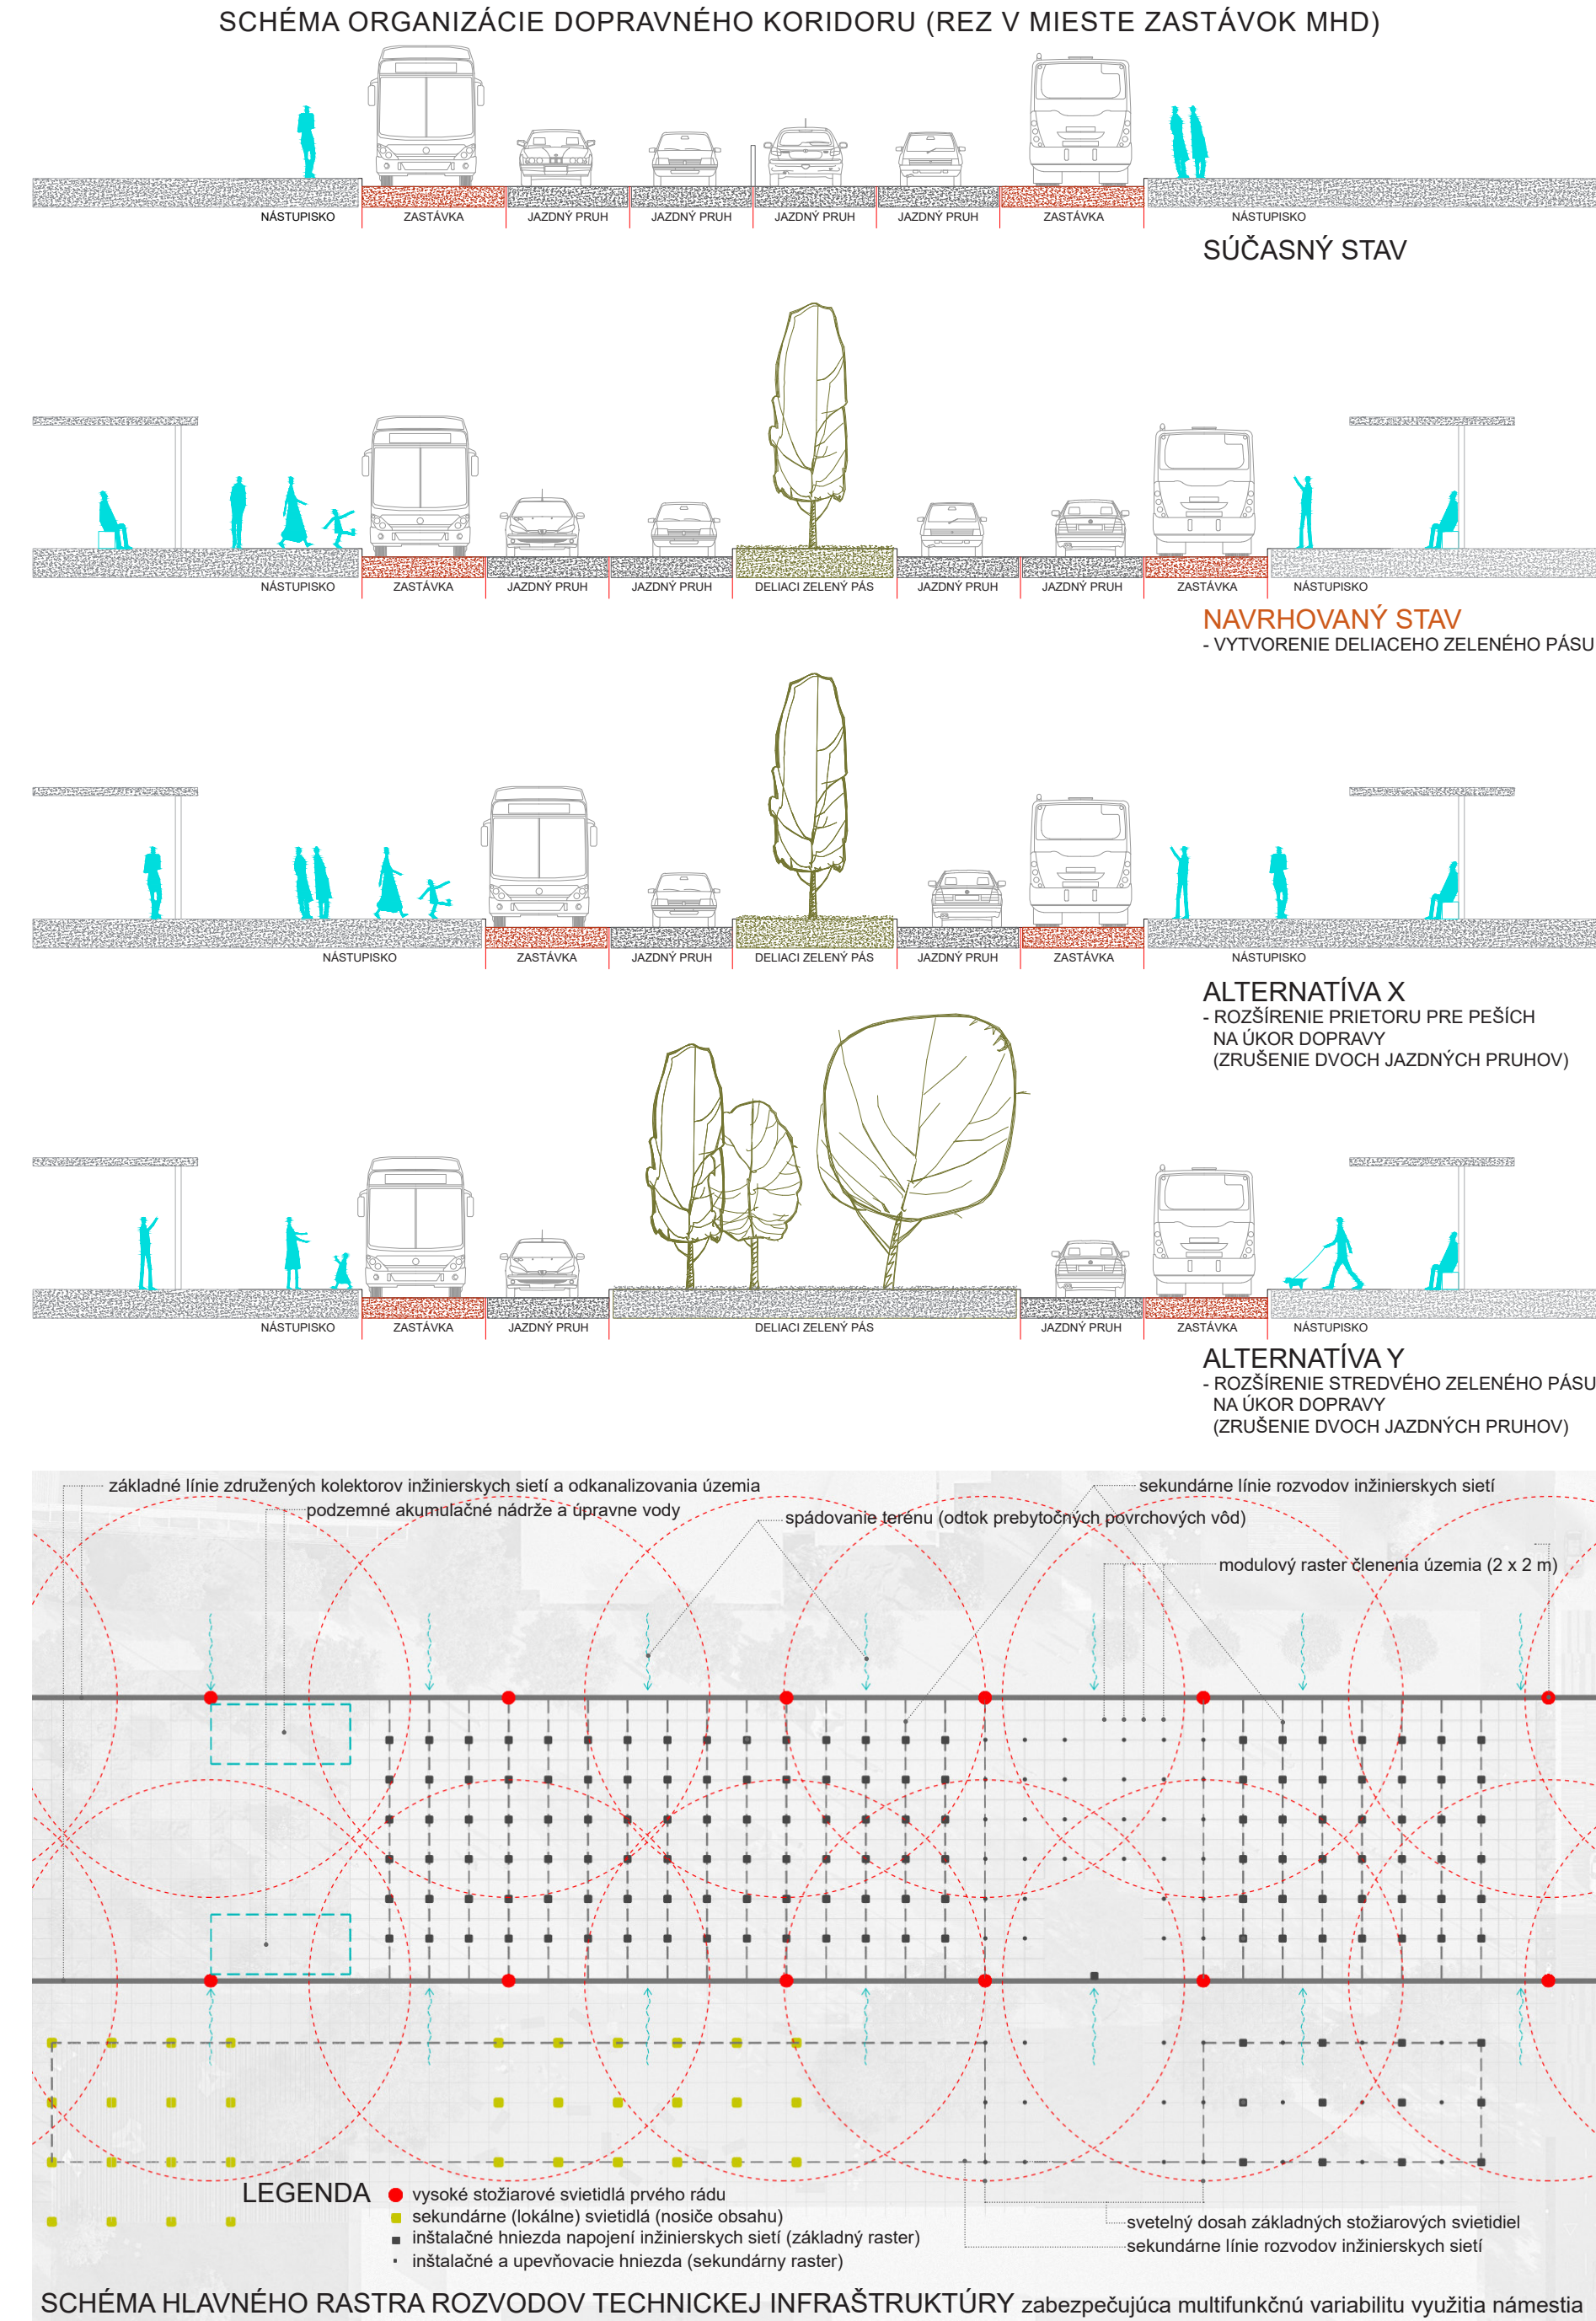 SCHÉMA ORGANIZÁCIE DOPRAVNÉHO KORIDORU (REZ V MIESTE ZASTÁVOK MHD)
NÁSTUPISKO ZASTÁVKA JAZDNÝ PRUH JAZDNÝ PRUH JAZDNÝ PRUH JAZDNÝ PRUH ZASTÁVKA NÁSTUPISKO
SÚČASNÝ STAV
NÁSTUPISKO ZASTÁVKA JAZDNÝ PRUH JAZDNÝ PRUH DELIACI ZELENÝ PÁS JAZDNÝ PRUH JAZDNÝ PRUH ZASTÁVKA NÁSTUPISKO
NAVRHOVANÝ STAV
- VYTVORENIE DELIACEHO ZELENÉHO PÁSU
NÁSTUPISKO ZASTÁVKA JAZDNÝ PRUH DELIACI ZELENÝ PÁS JAZDNÝ PRUH ZASTÁVKA NÁSTUPISKO
ALTERNATÍVA X
- ROZŠÍRENIE PRIETORU PRE PEŠÍCH
NA ÚKOR DOPRAVY
(ZRUŠENIE DVOCH JAZDNÝCH PRUHOV)
NÁSTUPISKO ZASTÁVKA JAZDNÝ PRUH DELIACI ZELENÝ PÁS JAZDNÝ PRUH ZASTÁVKA NÁSTUPISKO
ALTERNATÍVA Y
- ROZŠÍRENIE STREDVÉHO ZELENÉHO PÁSU
NA ÚKOR DOPRAVY
(ZRUŠENIE DVOCH JAZDNÝCH PRUHOV)
základné línie združených kolektorov inžinierskych sietí a odkanalizovania územia
sekundárne línie rozvodov inžinierskych sietí
podzemné akumulačné nádrže a úpravne vody
spádovanie terénu (odtok prebytočných povrchových vôd)
modulový raster členenia územia (2 x 2 m)
LEGENDA
vysoké stožiarové svietidlá prvého rádu
sekundárne (lokálne) svietidlá (nosiče obsahu)
inštalačné hniezda napojení inžinierskych sietí (základný raster)
inštalačné a upevňovacie hniezda (sekundárny raster)
svetelný dosah základných stožiarových svietidiel
sekundárne línie rozvodov inžinierskych sietí
SCHÉMA HLAVNÉHO RASTRA ROZVODOV TECHNICKEJ INFRAŠTRUKTÚRY zabezpečujúca multifunkčnú variabilitu využitia námestia